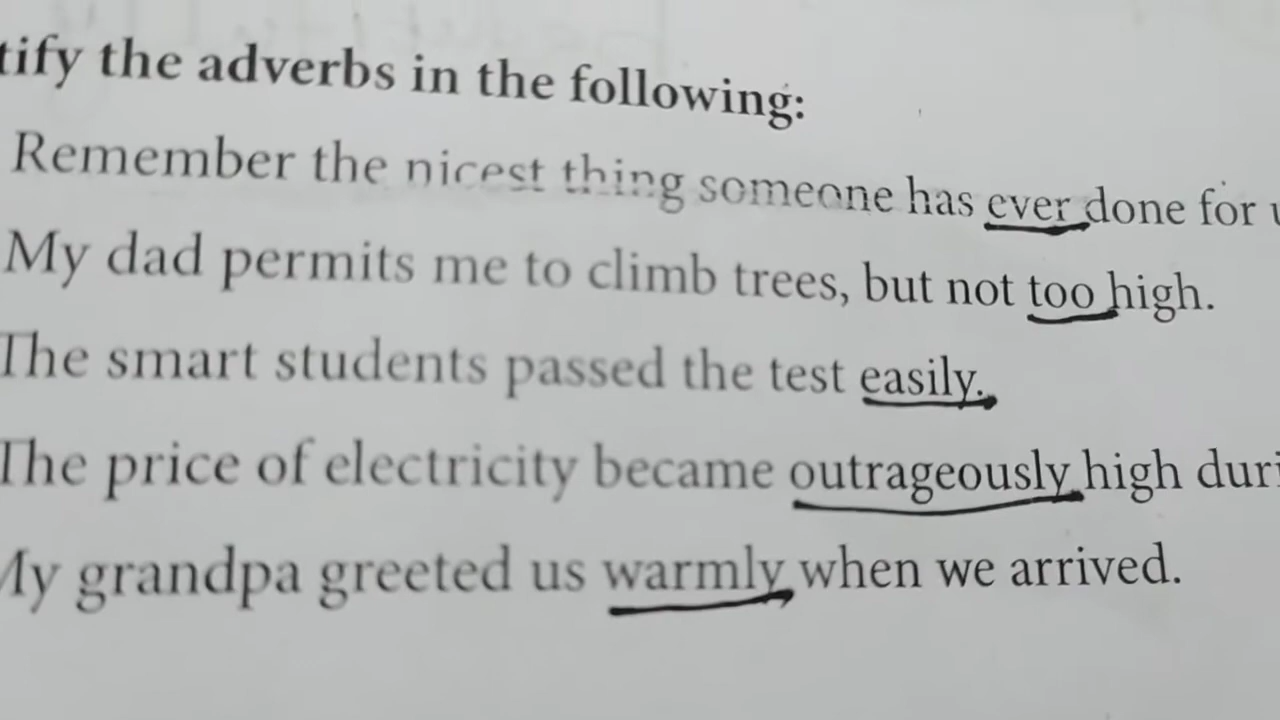 tify the adverbs in the following:
Remember the nicest thing someone has ever done for
My dad permits me to climb trees, but not too high.
The smart students passed the test easily.
The price of electricity became outrageously high duri
My grandpa greeted us warmly when we arrived.